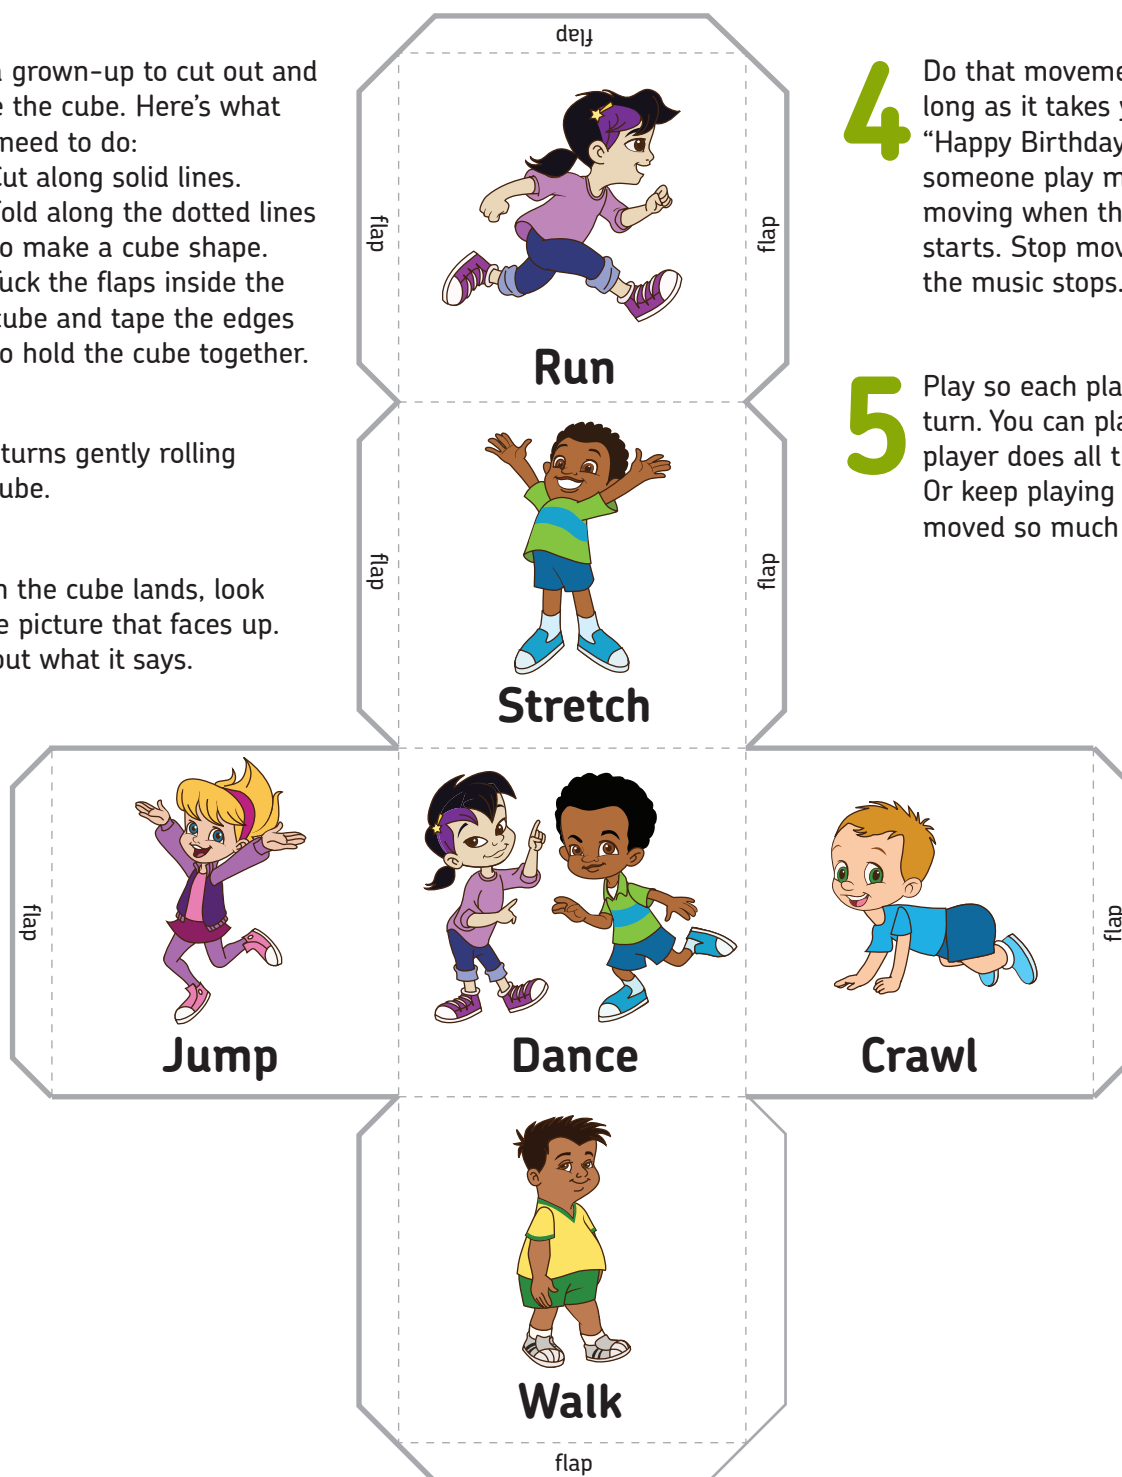 a grown-up to cut out and
e the cube. Here's what
need to do:
Cut along solid lines.
Fold along the dotted lines
to make a cube shape.
Tuck the flaps inside the
cube and tape the edges
to hold the cube together.
turns gently rolling
ube.
n the cube lands, look
e picture that faces up.
out what it says.
flap
flap
flap
Run
flap
flap
Stretch
flap
Jump
Dance
Crawl
flap
Walk
flap
4
Do that moveme
long as it takes y
“Happy Birthday
someone play m
moving when th
starts. Stop mov
the music stops.
5
Play so each pla
turn. You can pla
player does all t
Or keep playing
moved so much